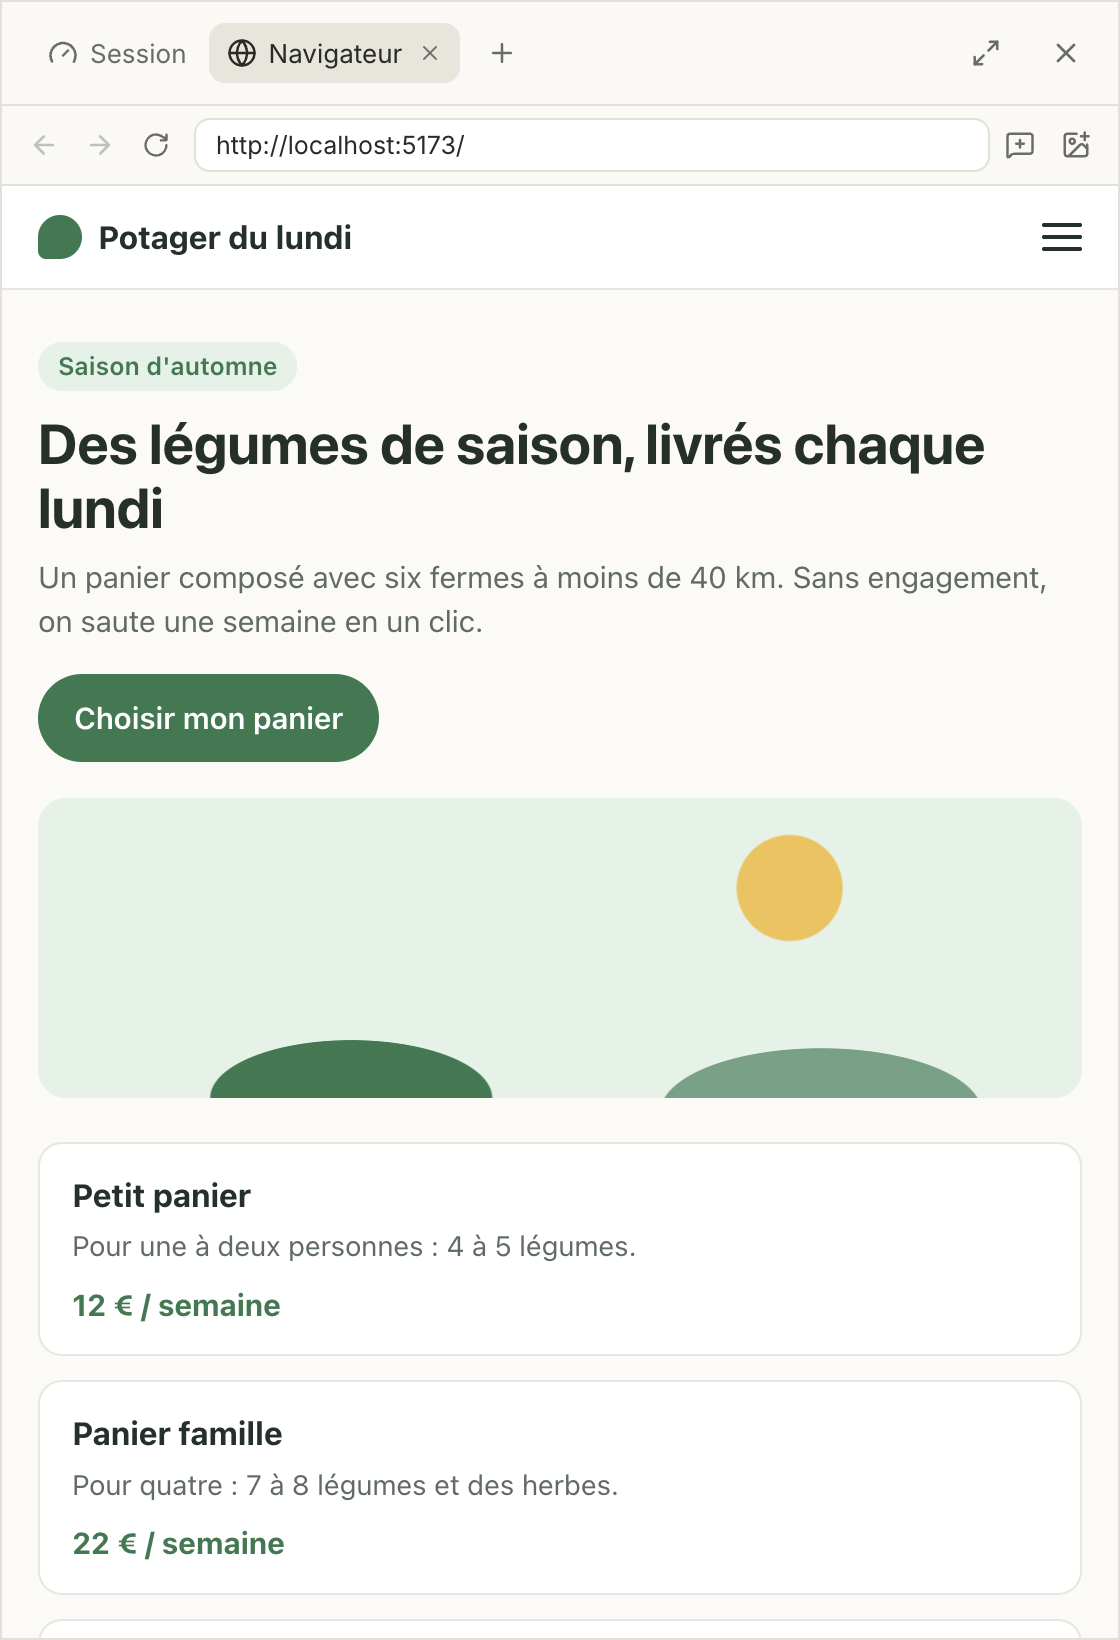 Session
Navigateur
http://localhost:5173/
Potager du lundi
Saison d'automne
Des légumes de saison, livrés chaque
lundi
Un panier composé avec six fermes à moins de 40 km. Sans engagement,
on saute une semaine en un clic.
Choisir mon panier
Petit panier
Pour une à deux personnes : 4 à 5 légumes.
12 € / semaine
Panier famille
Pour quatre : 7 à 8 légumes et des herbes.
22 € / semaine